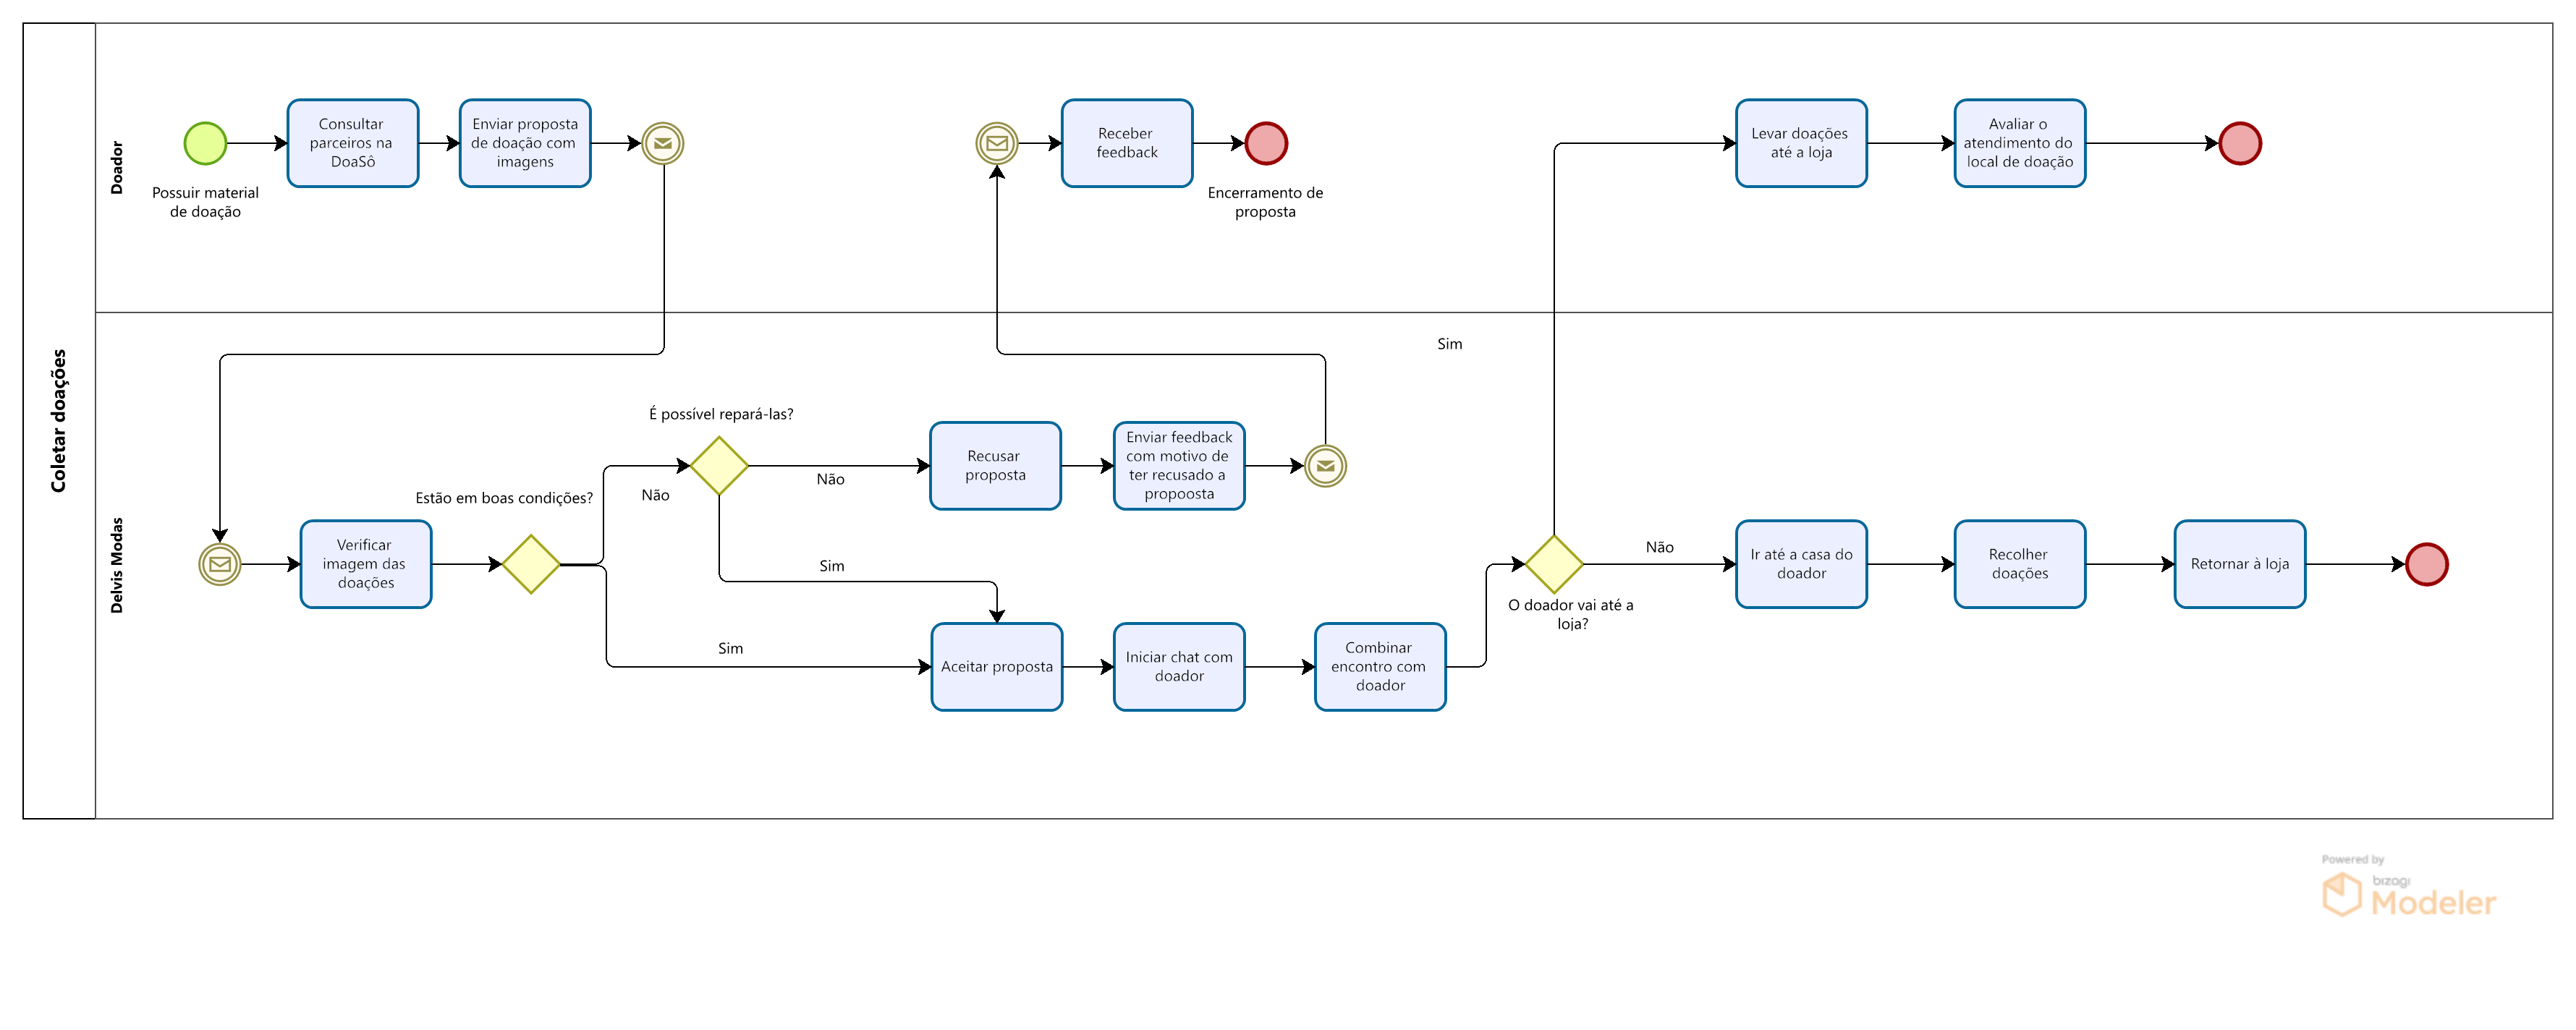 Coletar doações
Doador
Possuir material
de doação
Consultar
parceiros na
DoaSô
Enviar proposta
de doação com
imagens
Receber
feedback
Encerramento de
proposta
Levar doações
até a loja
Avaliar o
atendimento do
local de doação
Delvis Modas
Verificar
imagem das
doações
Estão em boas condições?
Não
Sim
É possível repará-las?
Não
Sim
Recusar
proposta
Enviar feedback
com motivo de
ter recusado a
propoosta
Aceitar proposta
Iniciar chat com
doador
Combinar
encontro com
doador
O doador vai até a
loja?
Sim
Não
Ir até a casa do
doador
Recolher
doações
Retornar à loja
Powered by
bizagi
Modeler